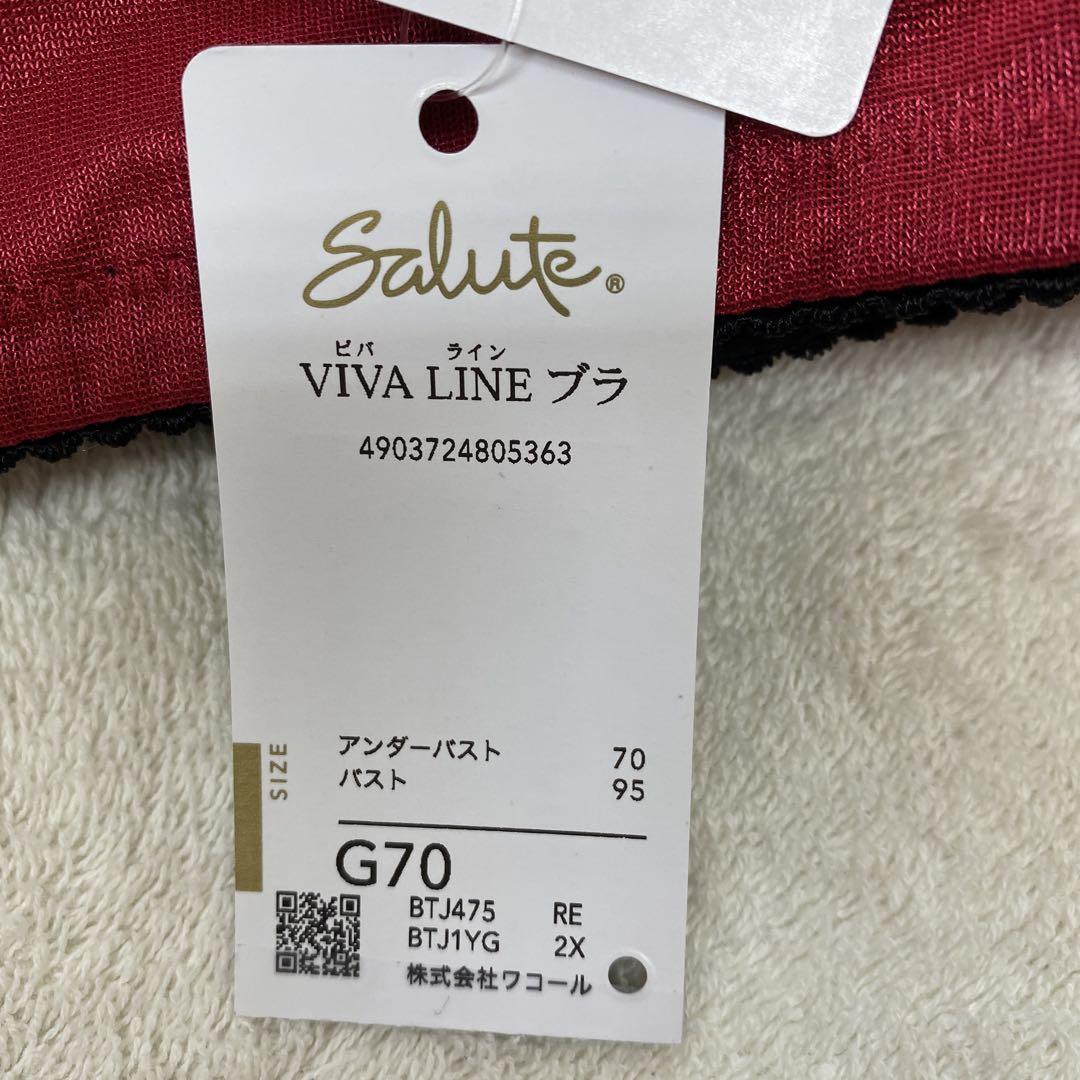 Salute®
ビバ ライン
VIVA LINE ブラ
4903724805363
SIZE
アンダーバスト 70
バスト 95
G70
BTJ475 RE
BTJ1YG 2X
株式会社ワコール